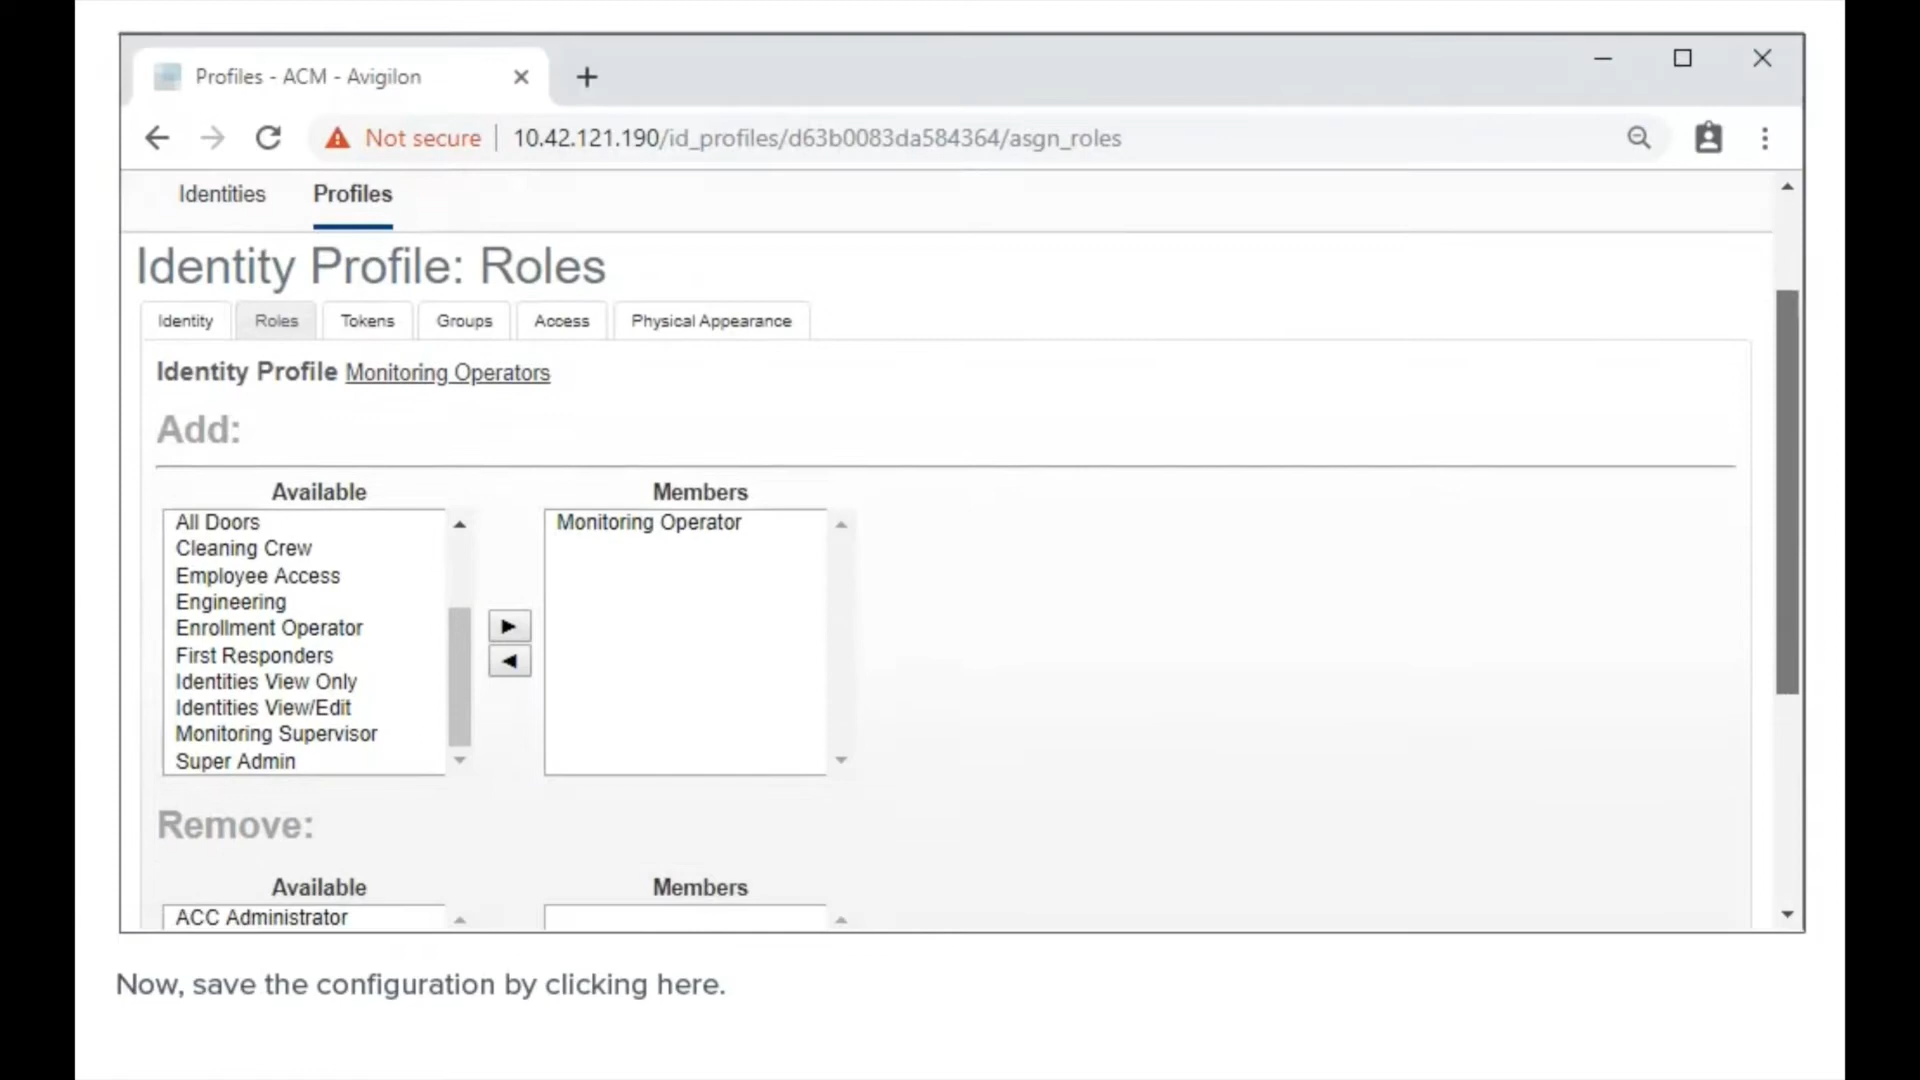 Profiles - ACM - Avigilon
Not secure 10.42.121.190/id_profiles/d63b0083da584364/asgn_roles
Identities Profiles
Identity Profile: Roles
Identity Roles Tokens Groups Access Physical Appearance
Identity Profile Monitoring Operators
Add:
Available Members
All Doors Monitoring Operator
Cleaning Crew
Employee Access
Engineering
Enrollment Operator
First Responders
Identities View Only
Identities View/Edit
Monitoring Supervisor
Super Admin
Remove:
Available Members
ACC Administrator
Now, save the configuration by clicking here.